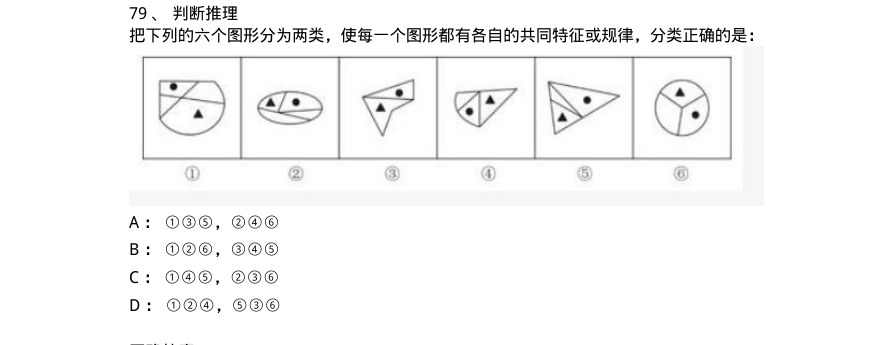 79 、 判断推理
把下列的六个图形分为两类，使每一个图形都有各自的共同特征或规律，分类正确的是：
① ② ③ ④ ⑤ ⑥
A： ①③⑤，②④⑥
B： ①②⑥，③④⑤
C： ①④⑤，②③⑥
D： ①②④，⑤③⑥